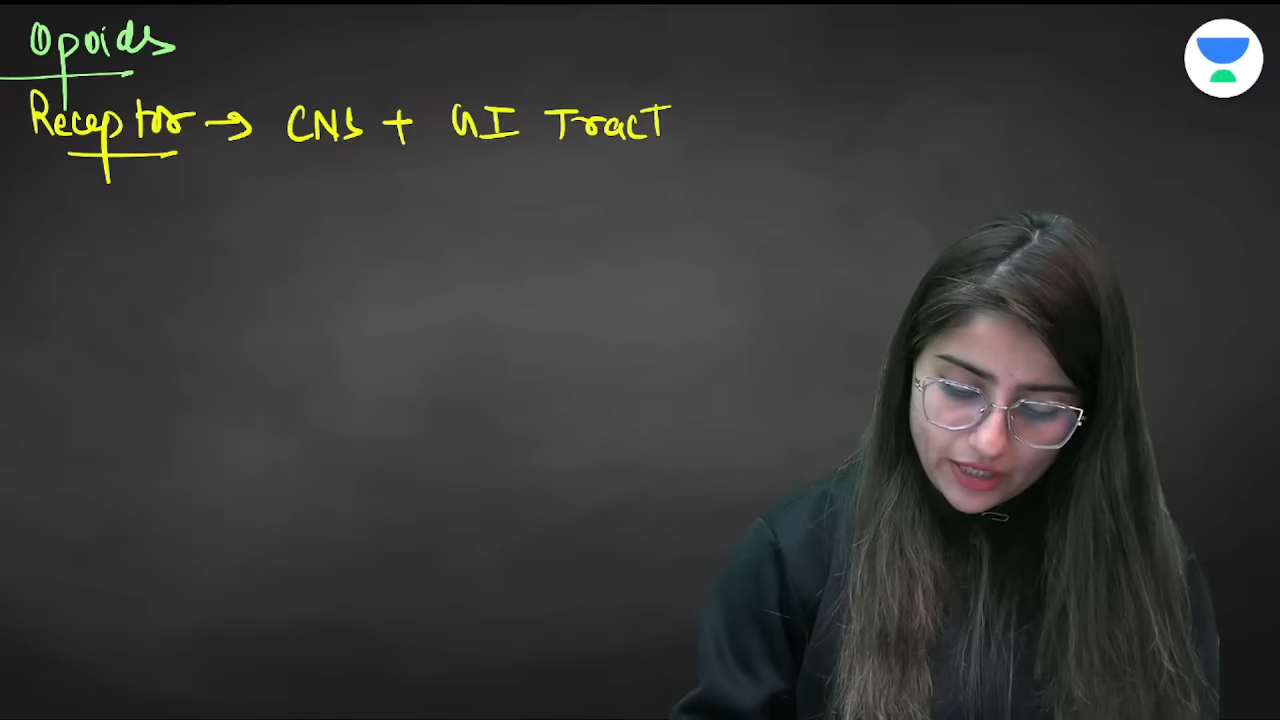 Opoids
Receptor → CNS + GI Tract